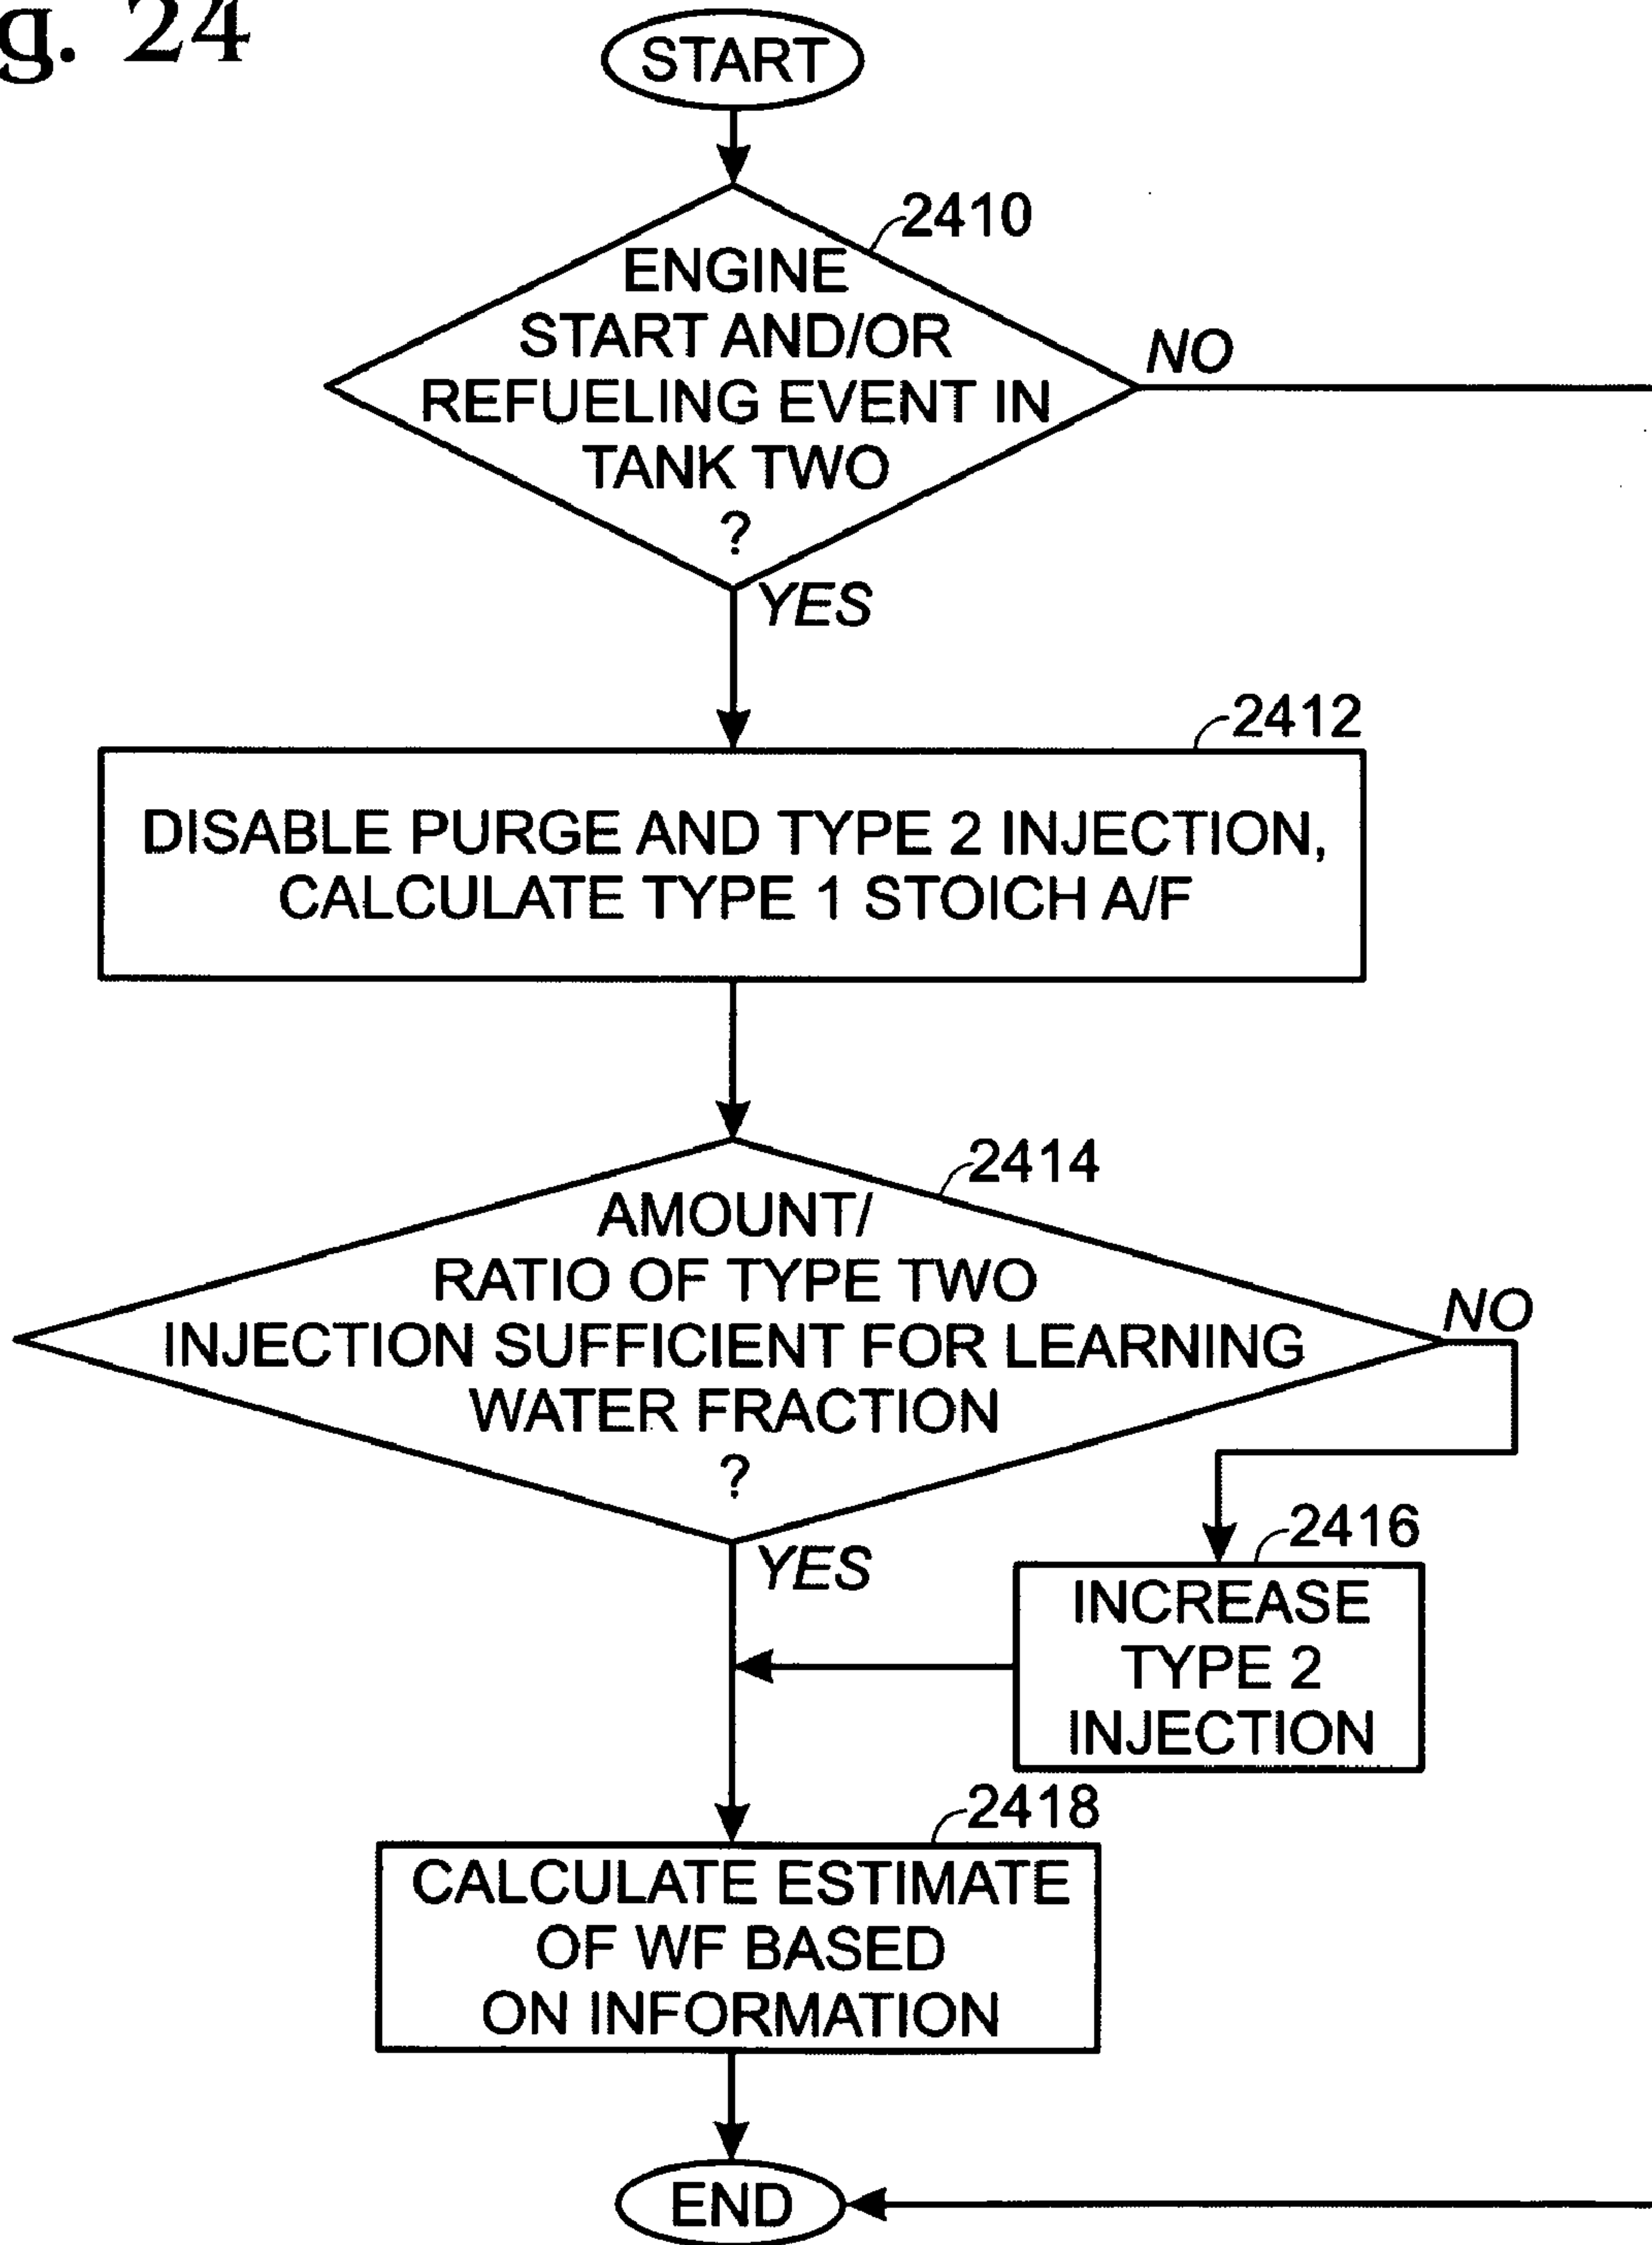 g. 24
START
2410
ENGINE
START AND/OR
REFUELING EVENT IN
TANK TWO
?
NO
YES
2412
DISABLE PURGE AND TYPE 2 INJECTION,
CALCULATE TYPE 1 STOICH A/F
2414
AMOUNT/
RATIO OF TYPE TWO
INJECTION SUFFICIENT FOR LEARNING
WATER FRACTION
?
NO
YES
2416
INCREASE
TYPE 2
INJECTION
2418
CALCULATE ESTIMATE
OF WF BASED
ON INFORMATION
END